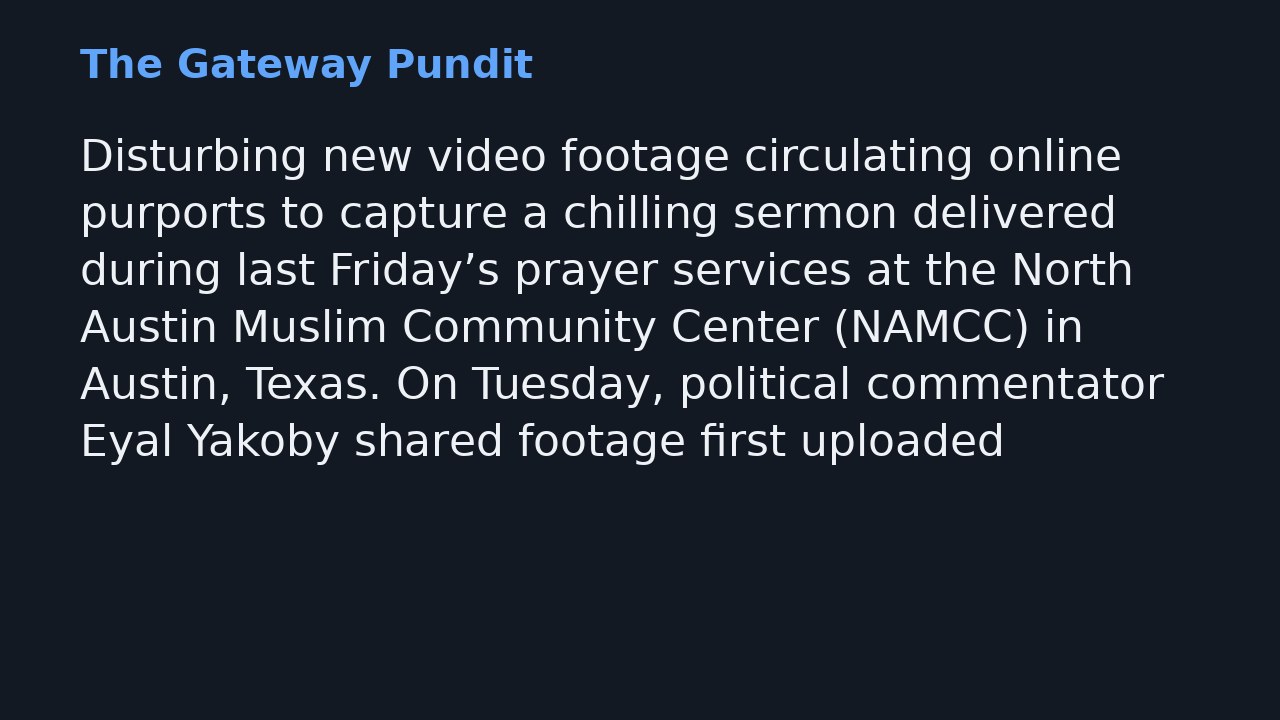 The Gateway Pundit
Disturbing new video footage circulating online
purports to capture a chilling sermon delivered
during last Friday’s prayer services at the North
Austin Muslim Community Center (NAMCC) in
Austin, Texas. On Tuesday, political commentator
Eyal Yakoby shared footage first uploaded